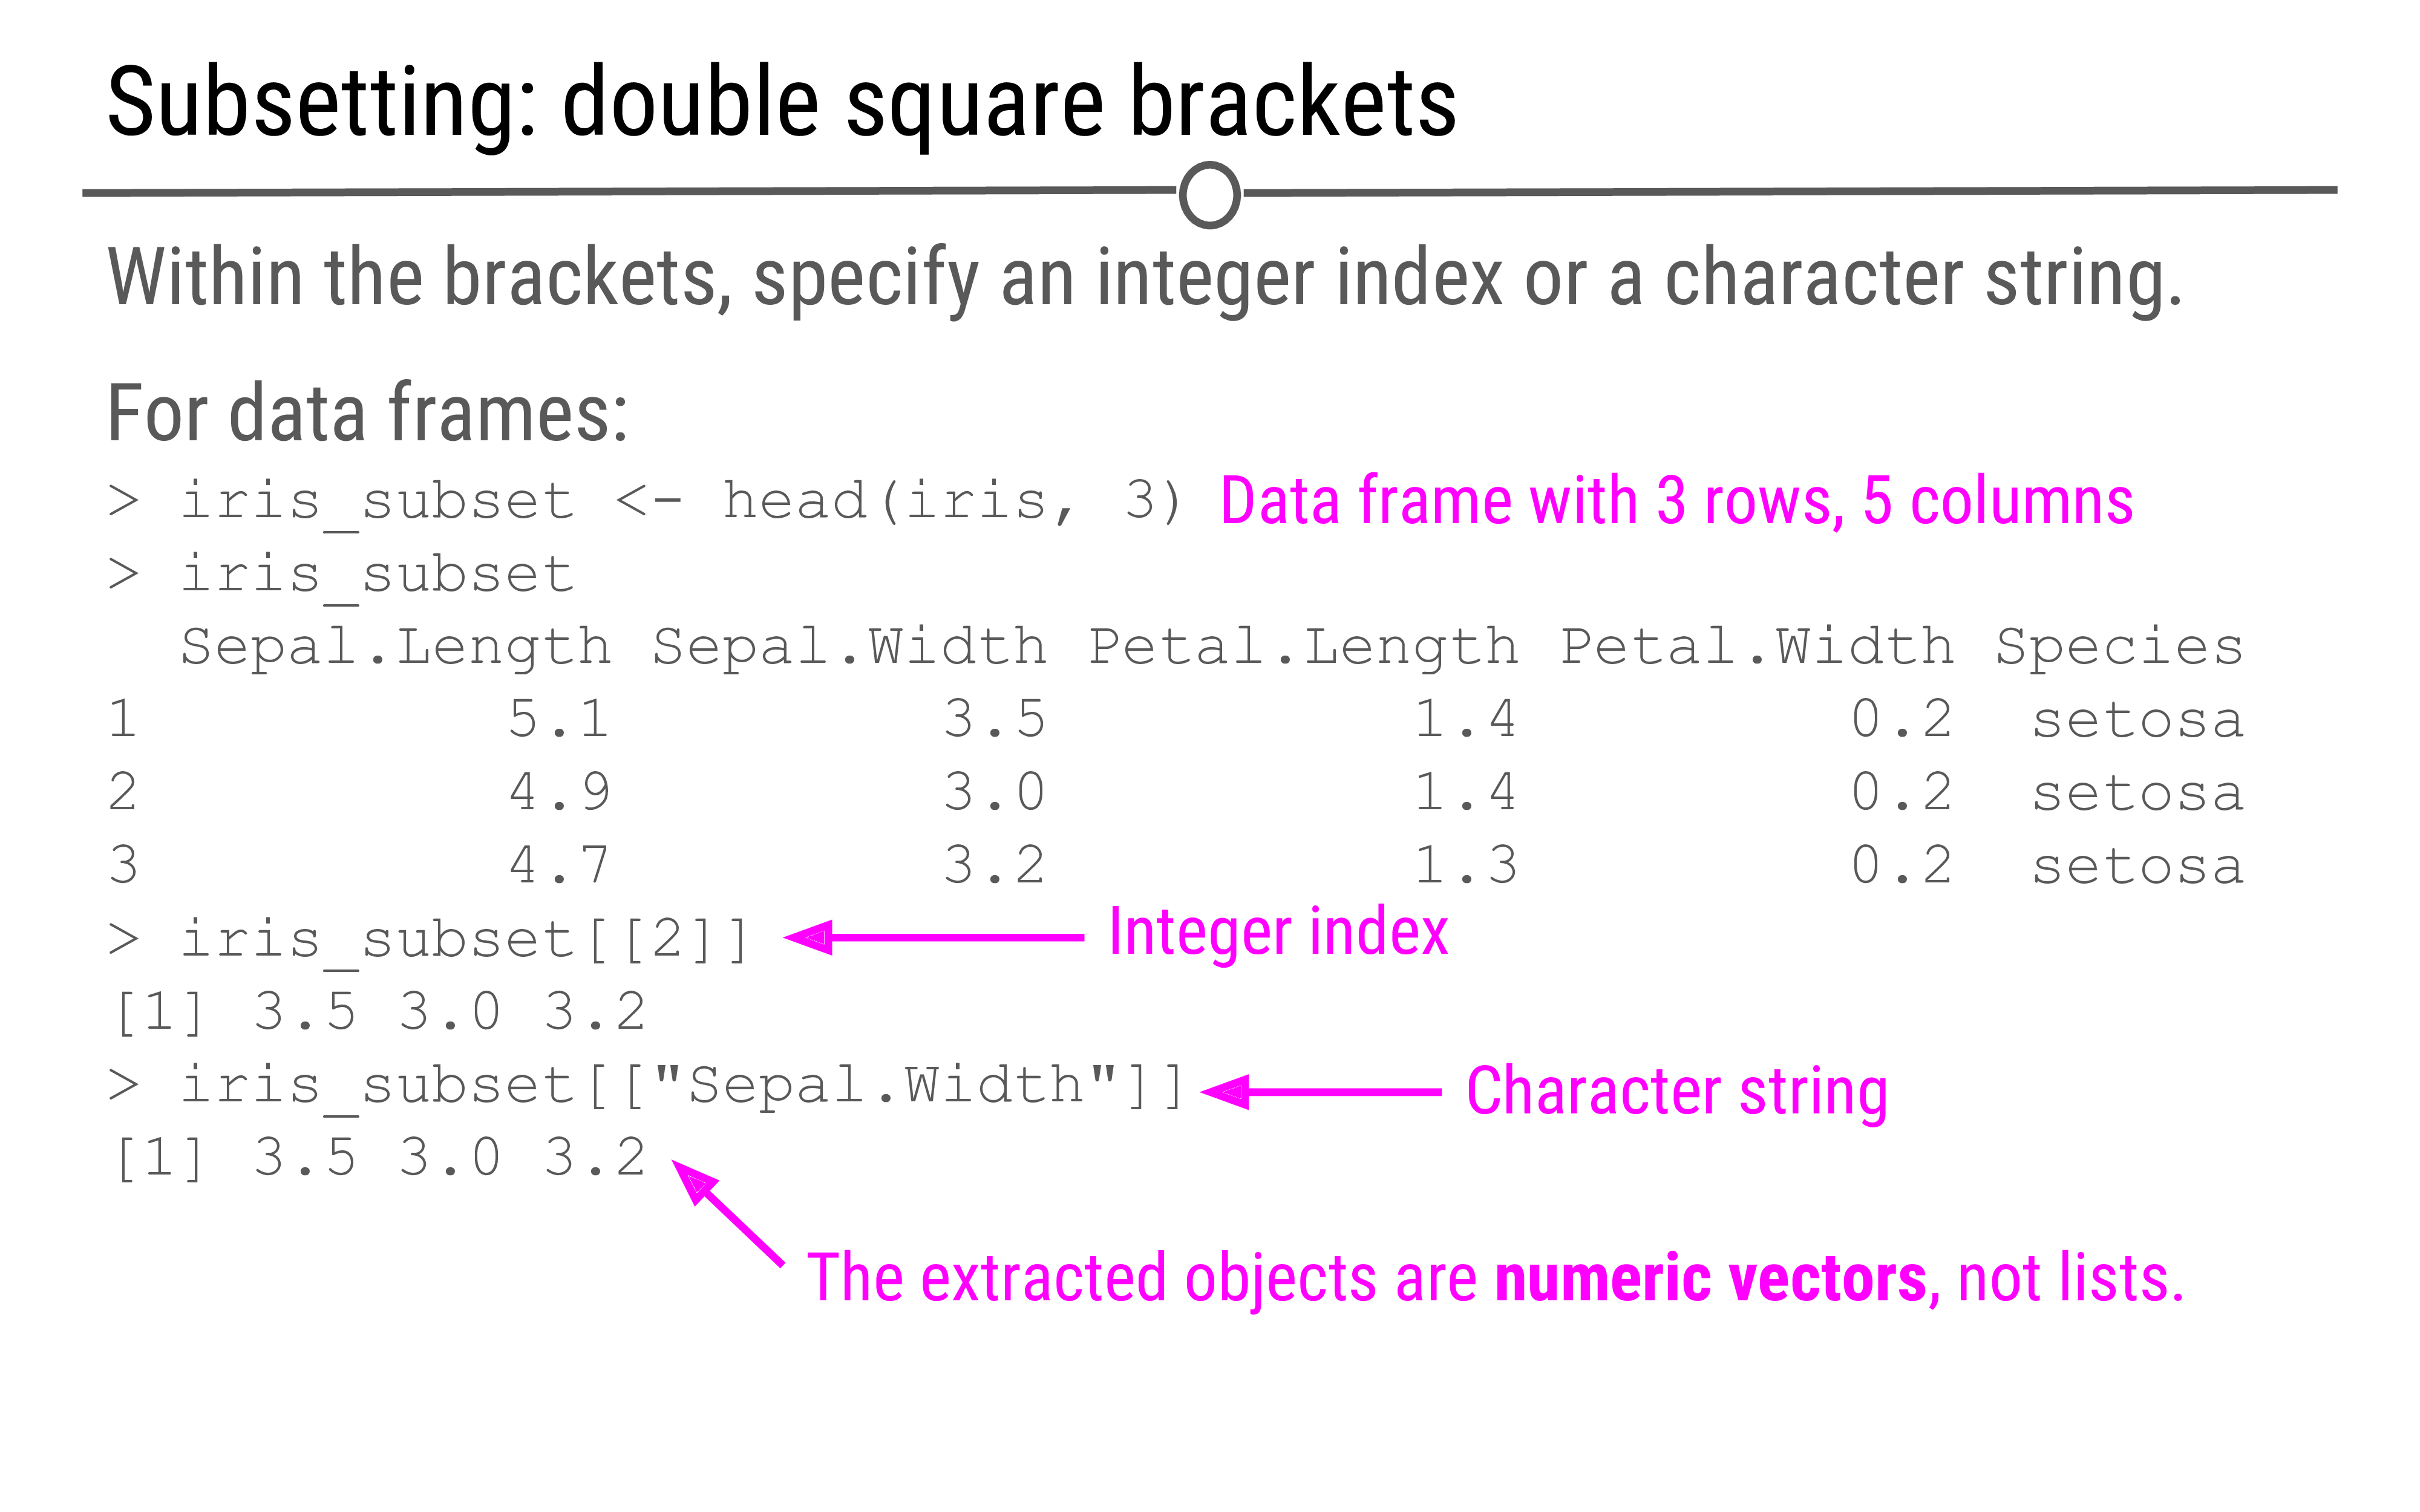 Subsetting: double square brackets
Within the brackets, specify an integer index or a character string.
For data frames:
> iris_subset <- head(iris, 3) Data frame with 3 rows, 5 columns
> iris_subset
  Sepal.Length Sepal.Width Petal.Length Petal.Width Species
1          5.1         3.5          1.4         0.2  setosa
2          4.9         3.0          1.4         0.2  setosa
3          4.7         3.2          1.3         0.2  setosa
> iris_subset[[2]] Integer index
[1] 3.5 3.0 3.2
> iris_subset[["Sepal.Width"]] Character string
[1] 3.5 3.0 3.2
The extracted objects are numeric vectors, not lists.